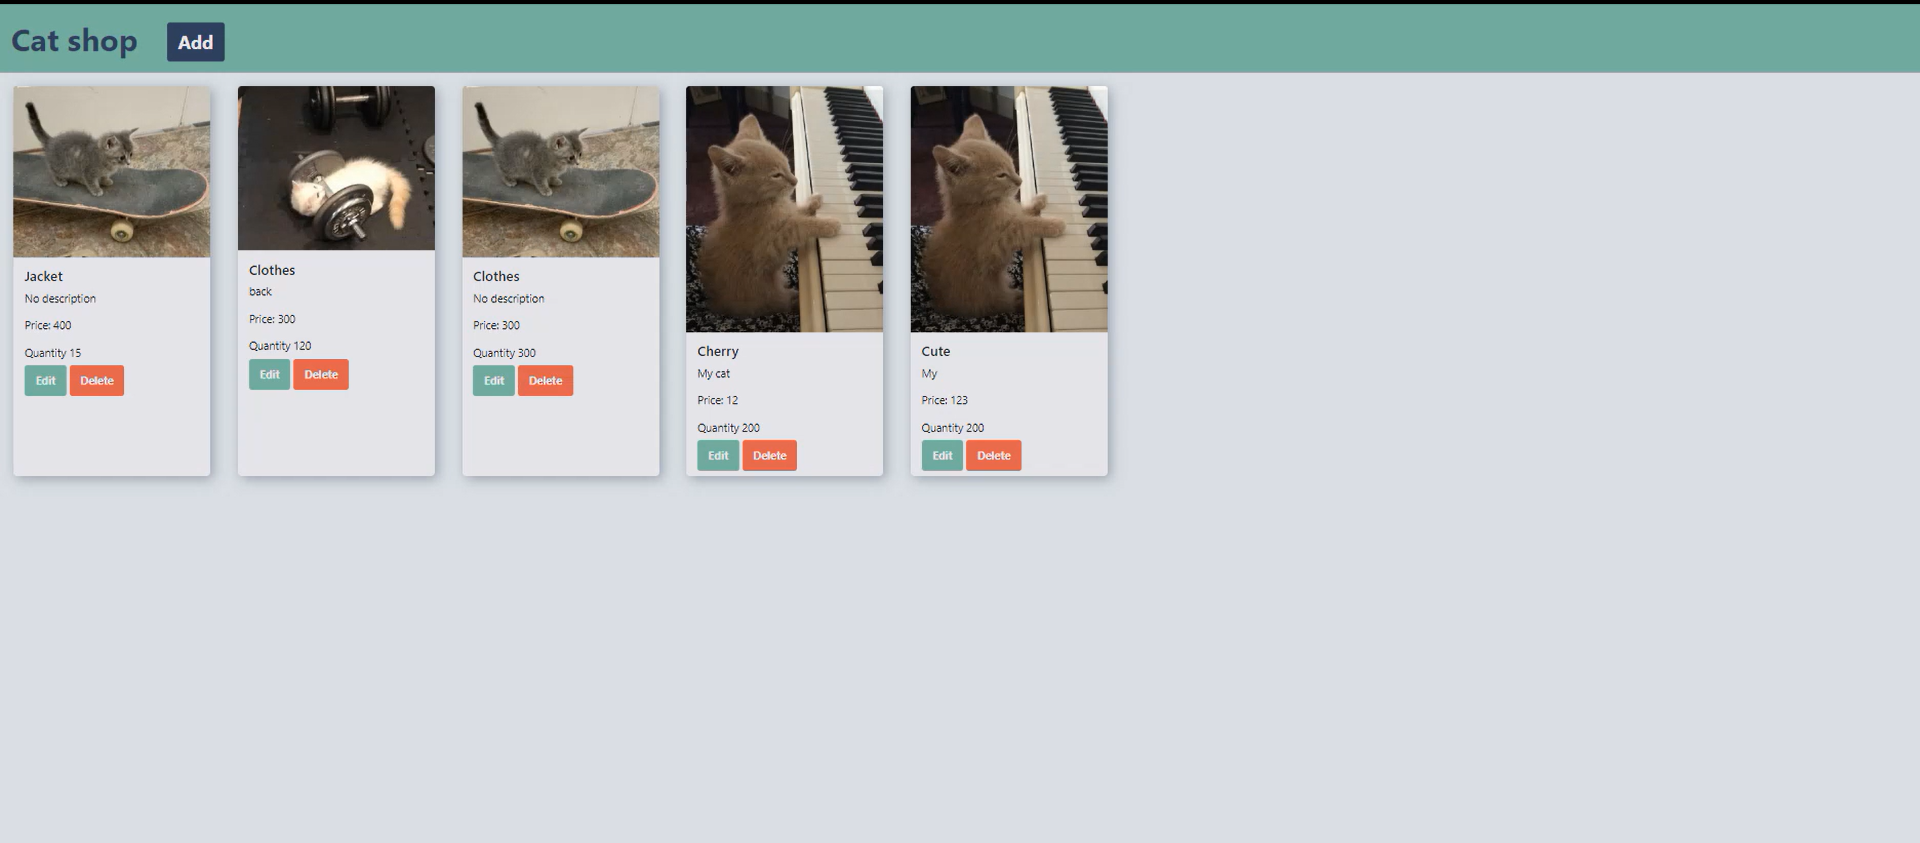 Cat shop Add
Jacket
No description
Price: 400
Quantity 15
Edit Delete
Clothes
back
Price: 300
Quantity 120
Edit Delete
Clothes
No description
Price: 300
Quantity 300
Edit Delete
Cherry
My cat
Price: 12
Quantity 200
Edit Delete
Cute
My
Price: 123
Quantity 200
Edit Delete